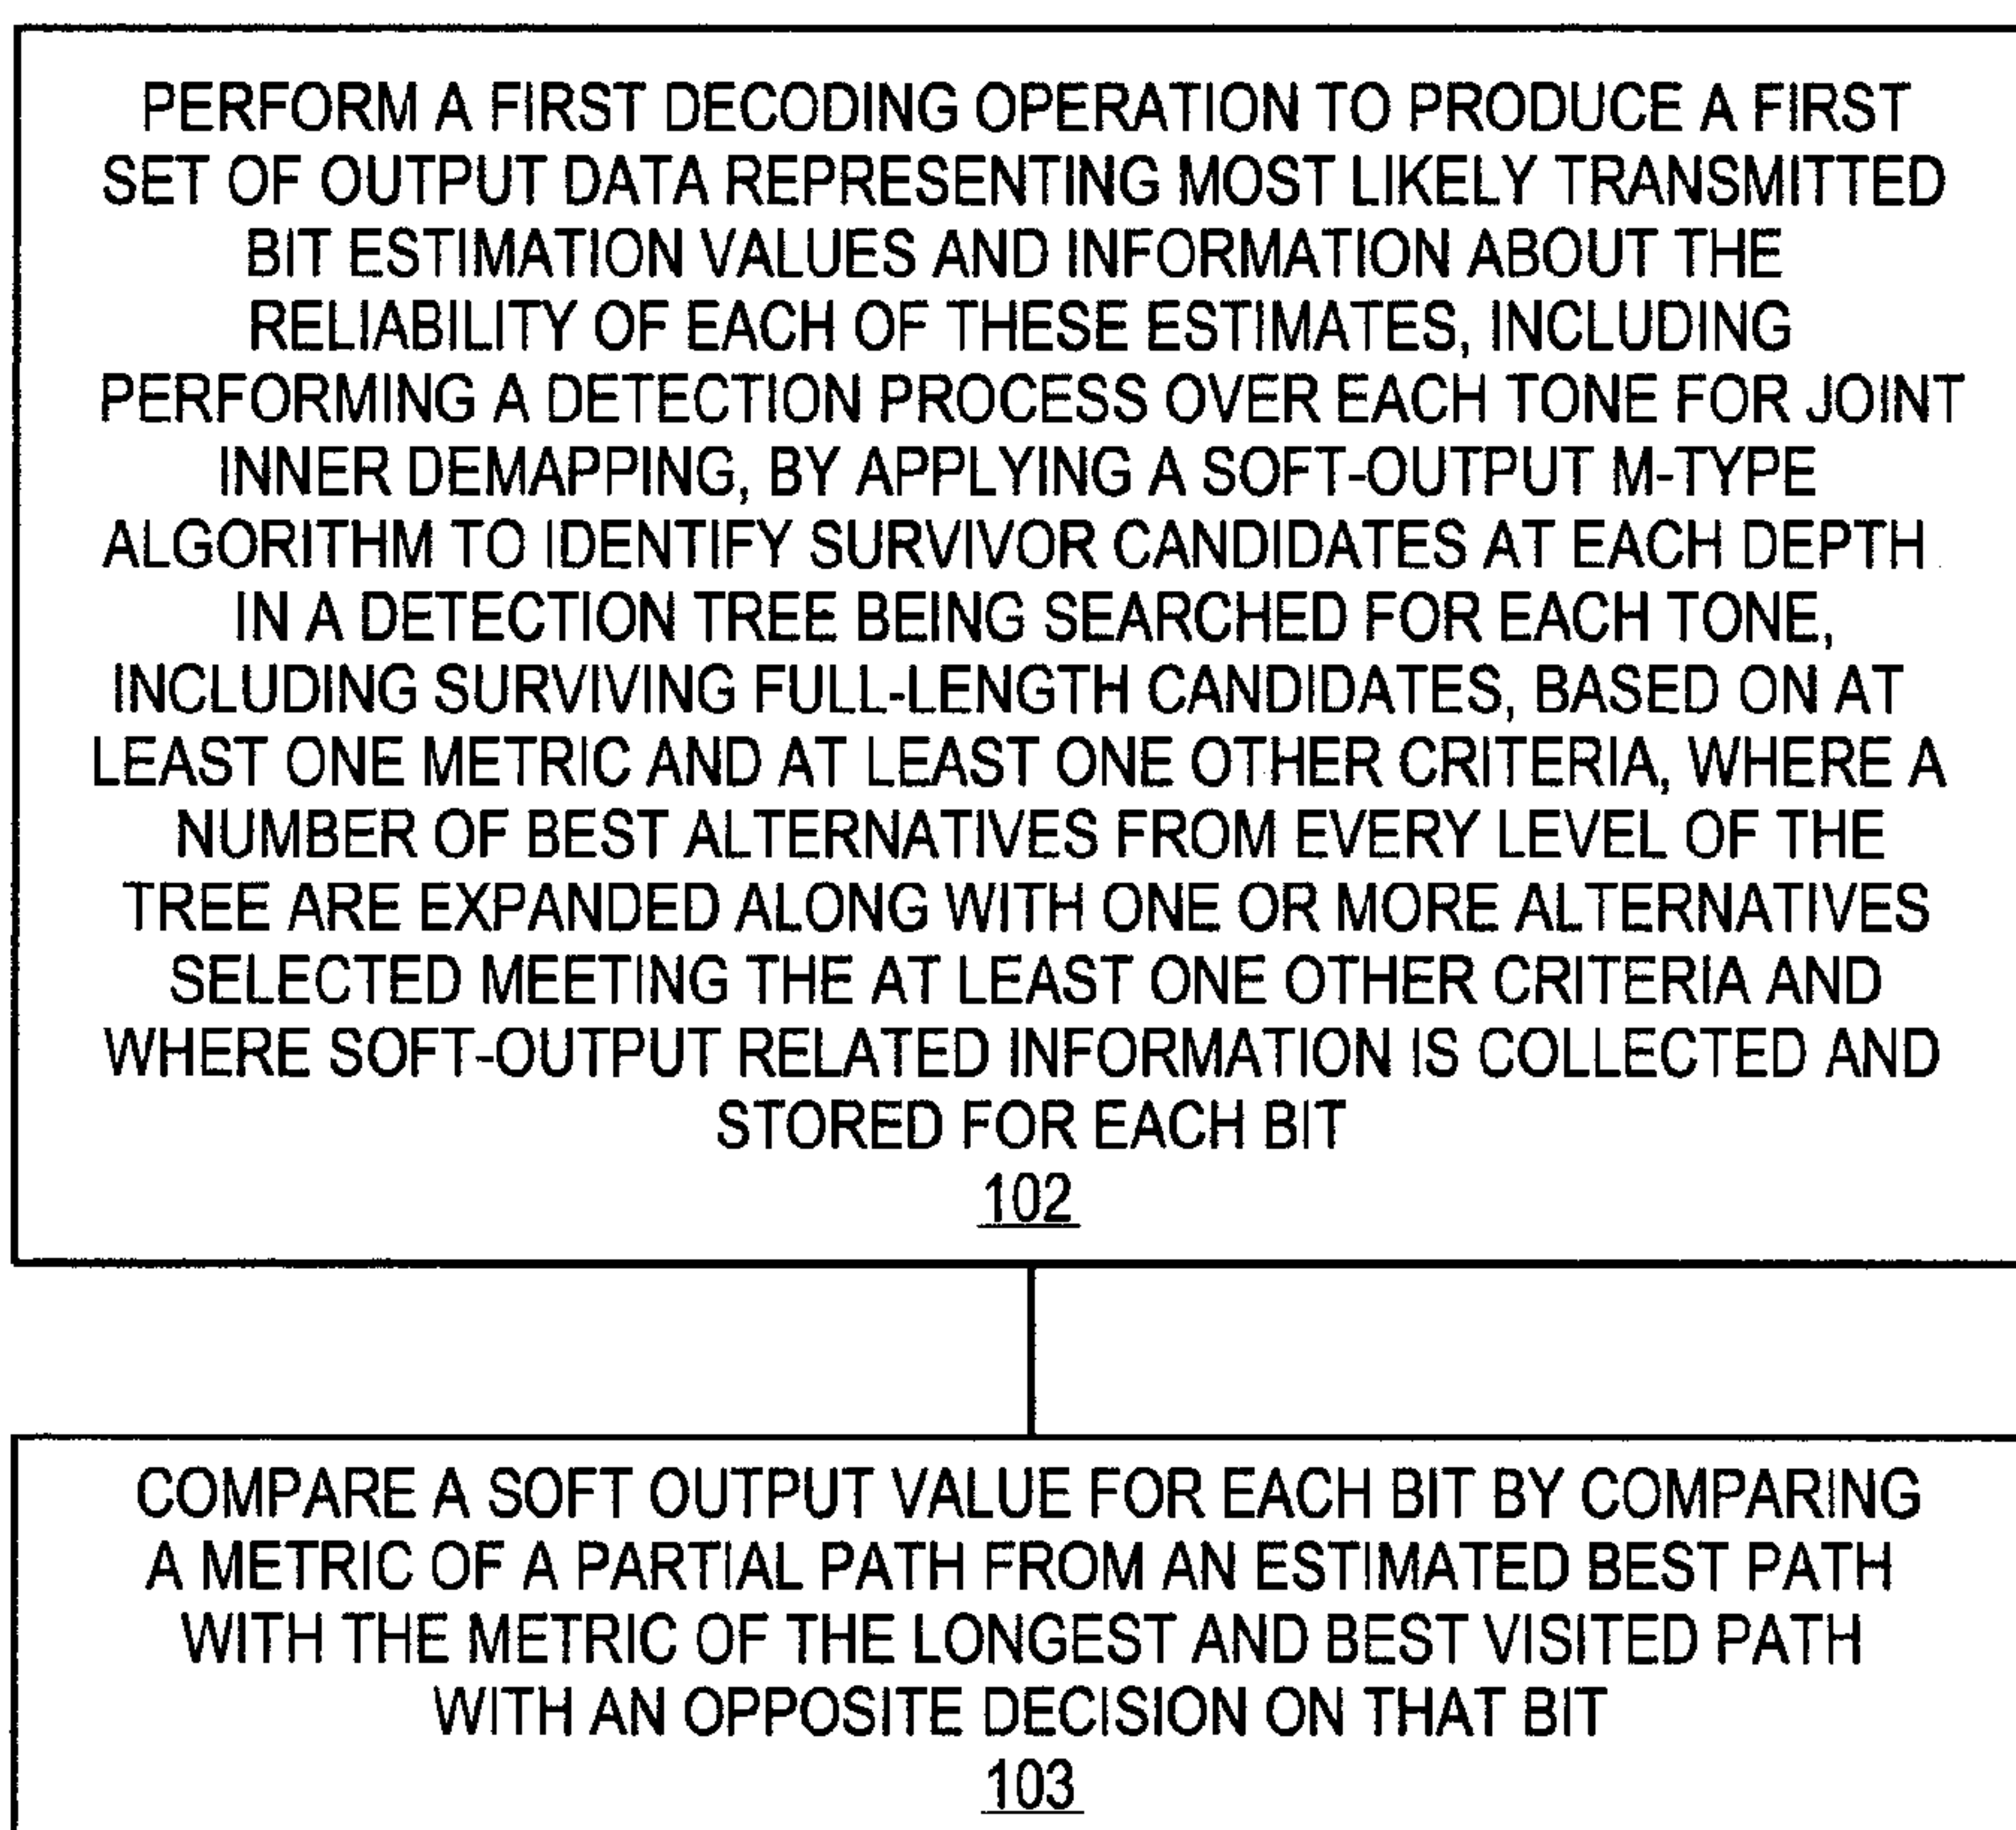 PERFORM A FIRST DECODING OPERATION TO PRODUCE A FIRST
SET OF OUTPUT DATA REPRESENTING MOST LIKELY TRANSMITTED
BIT ESTIMATION VALUES AND INFORMATION ABOUT THE
RELIABILITY OF EACH OF THESE ESTIMATES, INCLUDING
PERFORMING A DETECTION PROCESS OVER EACH TONE FOR JOINT
INNER DEMAPPING, BY APPLYING A SOFT-OUTPUT M-TYPE
ALGORITHM TO IDENTIFY SURVIVOR CANDIDATES AT EACH DEPTH
IN A DETECTION TREE BEING SEARCHED FOR EACH TONE,
INCLUDING SURVIVING FULL-LENGTH CANDIDATES, BASED ON AT
LEAST ONE METRIC AND AT LEAST ONE OTHER CRITERIA, WHERE A
NUMBER OF BEST ALTERNATIVES FROM EVERY LEVEL OF THE
TREE ARE EXPANDED ALONG WITH ONE OR MORE ALTERNATIVES
SELECTED MEETING THE AT LEAST ONE OTHER CRITERIA AND
WHERE SOFT-OUTPUT RELATED INFORMATION IS COLLECTED AND
STORED FOR EACH BIT
102
COMPARE A SOFT OUTPUT VALUE FOR EACH BIT BY COMPARING
A METRIC OF A PARTIAL PATH FROM AN ESTIMATED BEST PATH
WITH THE METRIC OF THE LONGEST AND BEST VISITED PATH
WITH AN OPPOSITE DECISION ON THAT BIT
103